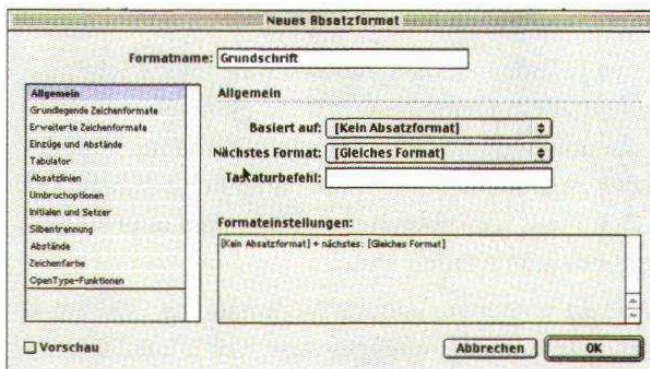 Neues Absatzformat
Formatname: Grundschrift
Allgemein
Grundlegende Zeichenformate
Erweiterte Zeichenformate
Einzüge und Abstände
Tabulator
Absatzlinien
Umbruchoptionen
Initialen und Setzer
Silbentrennung
Abstände
Zeichenfarbe
OpenType-Funktionen
Allgemein
Basiert auf: [Kein Absatzformat]
Nächstes Format: [Gleiches Format]
Tastaturbefehl:
Formateinstellungen:
[Kein Absatzformat] + nächstes: [Gleiches Format]
Vorschau
Abbrechen
OK